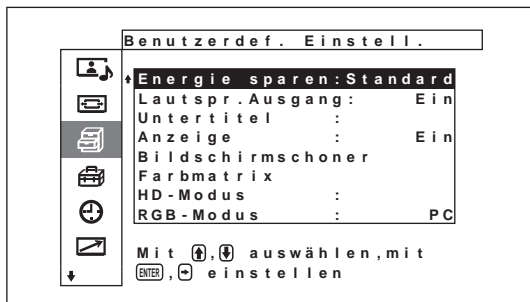 Benutzerdef. Einstell.
Energie sparen:Standard
Lautspr.Ausgang: Ein
Untertitel :
Anzeige : Ein
Bildschirmschoner
Farbmatrix
HD-Modus :
RGB-Modus : PC
Mit ↑,↓ auswählen,mit
ENTER,→ einstellen